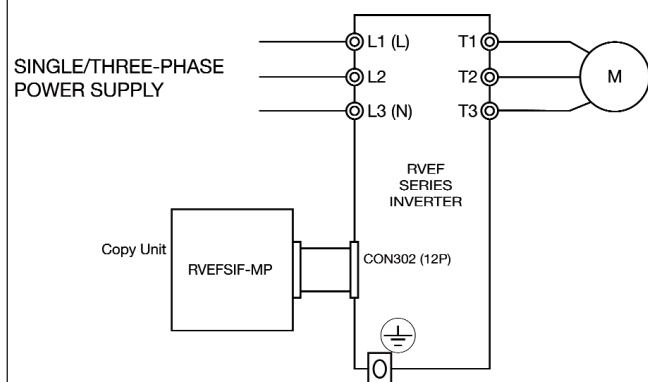 SINGLE/THREE-PHASE
POWER SUPPLY
L1 (L)
L2
L3 (N)
T1
T2
T3
M
RVEF
SERIES
INVERTER
Copy Unit
RVEFSIF-MP
CON302 (12P)